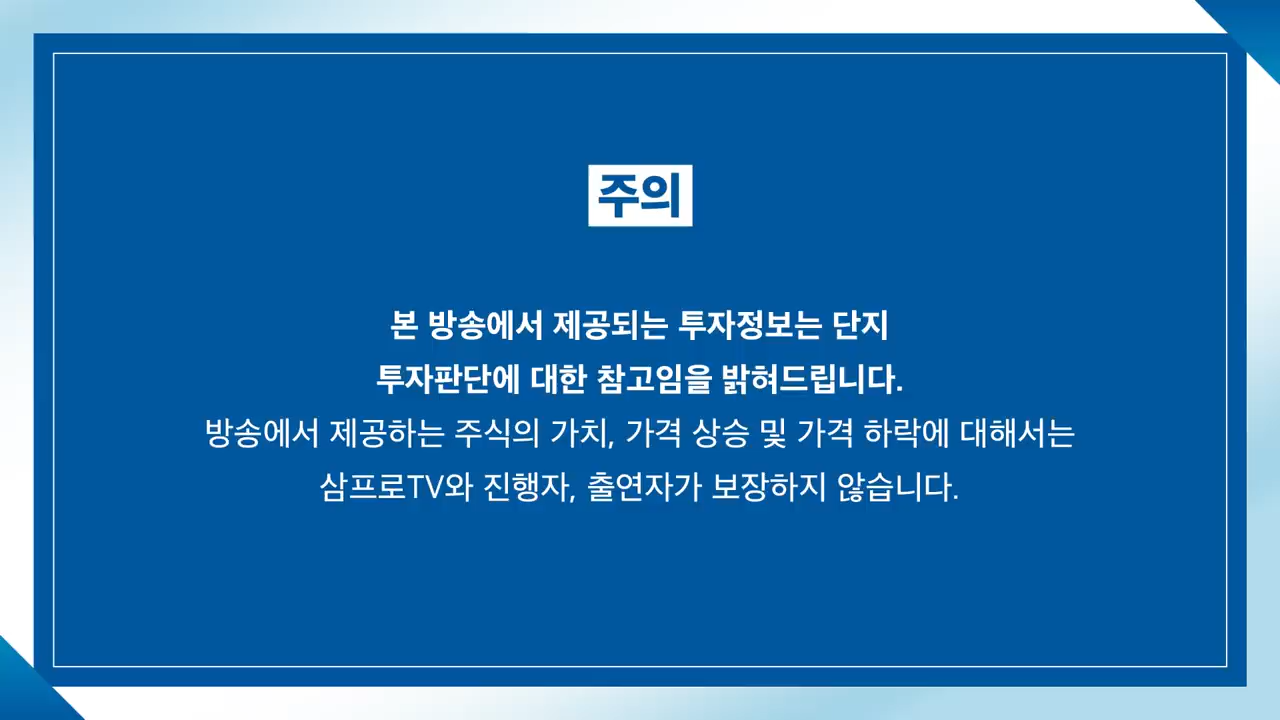 주의
본 방송에서 제공되는 투자정보는 단지
투자판단에 대한 참고임을 밝혀드립니다.
방송에서 제공하는 주식의 가치, 가격 상승 및 가격 하락에 대해서는
삼프로TV와 진행자, 출연자가 보장하지 않습니다.